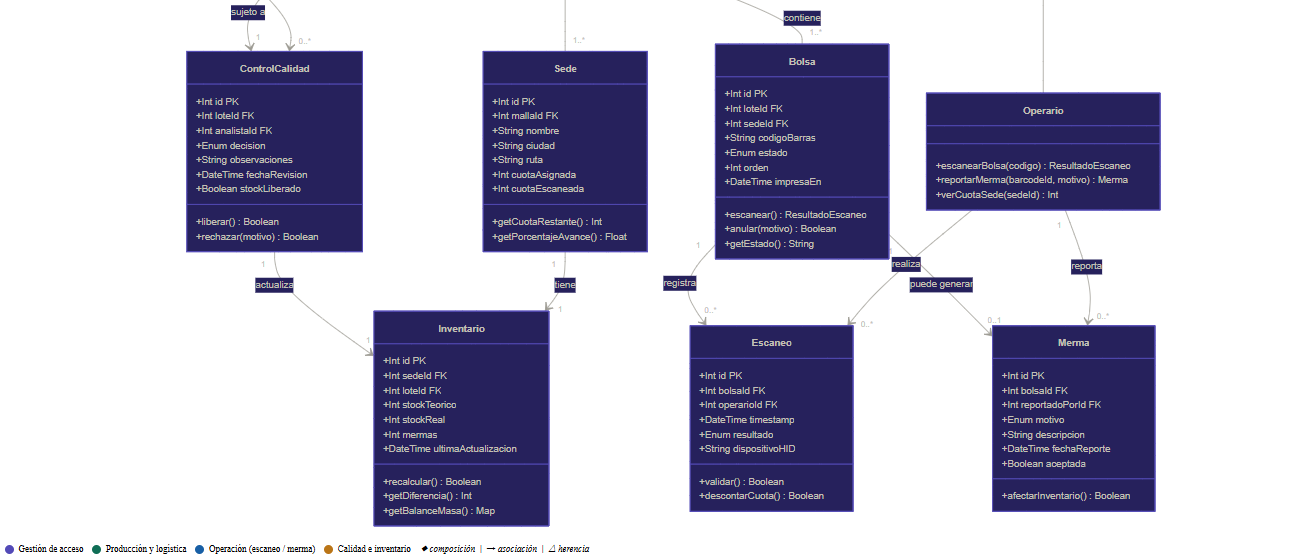 sujeto a
1
0..*
ControlCalidad
+Int id PK
+Int loteId FK
+Int analistaId FK
+Enum decision
+String observaciones
+DateTime fechaRevision
+Boolean stockLiberado
+liberar() : Boolean
+rechazar(motivo) : Boolean
1..*
Sede
+Int id PK
+Int mallaId FK
+String nombre
+String ciudad
+String ruta
+Int cuotaAsignada
+Int cuotaEscaneada
+getCuotaRestante() : Int
+getPorcentajeAvance() : Float
contiene
1..*
Bolsa
+Int id PK
+Int loteId FK
+Int sedeId FK
+String codigoBarras
+Enum estado
+Int orden
+DateTime impresaEn
+escanear() : ResultadoEscaneo
+anular(motivo) : Boolean
+getEstado() : String
Operario
+escanearBolsa(codigo) : ResultadoEscaneo
+reportarMerma(barcodeId, motivo) : Merma
+verCuotaSede(sedeId) : Int
1
actualiza
1
1
tiene
1
1
registra
0..*
realiza
0..*
puede generar
0..1
1
reporta
0..*
Inventario
+Int id PK
+Int sedeId FK
+Int loteId FK
+Int stockTeorico
+Int stockReal
+Int mermas
+DateTime ultimaActualizacion
+recalcular() : Boolean
+getDiferencia() : Int
+getBalanceMasa() : Map
Escaneo
+Int id PK
+Int bolsaId FK
+Int operarioId FK
+DateTime timestamp
+Enum resultado
+String dispositivoHID
+validar() : Boolean
+descontarCuota() : Boolean
Merma
+Int id PK
+Int bolsaId FK
+Int reportadoPorId FK
+Enum motivo
+String descripcion
+DateTime fechaReporte
+Boolean aceptada
+afectarInventario() : Boolean
Gestión de acceso Producción y logística Operación (escaneo / merma) Calidad e inventario ◆ composición | → asociación | △ herencia